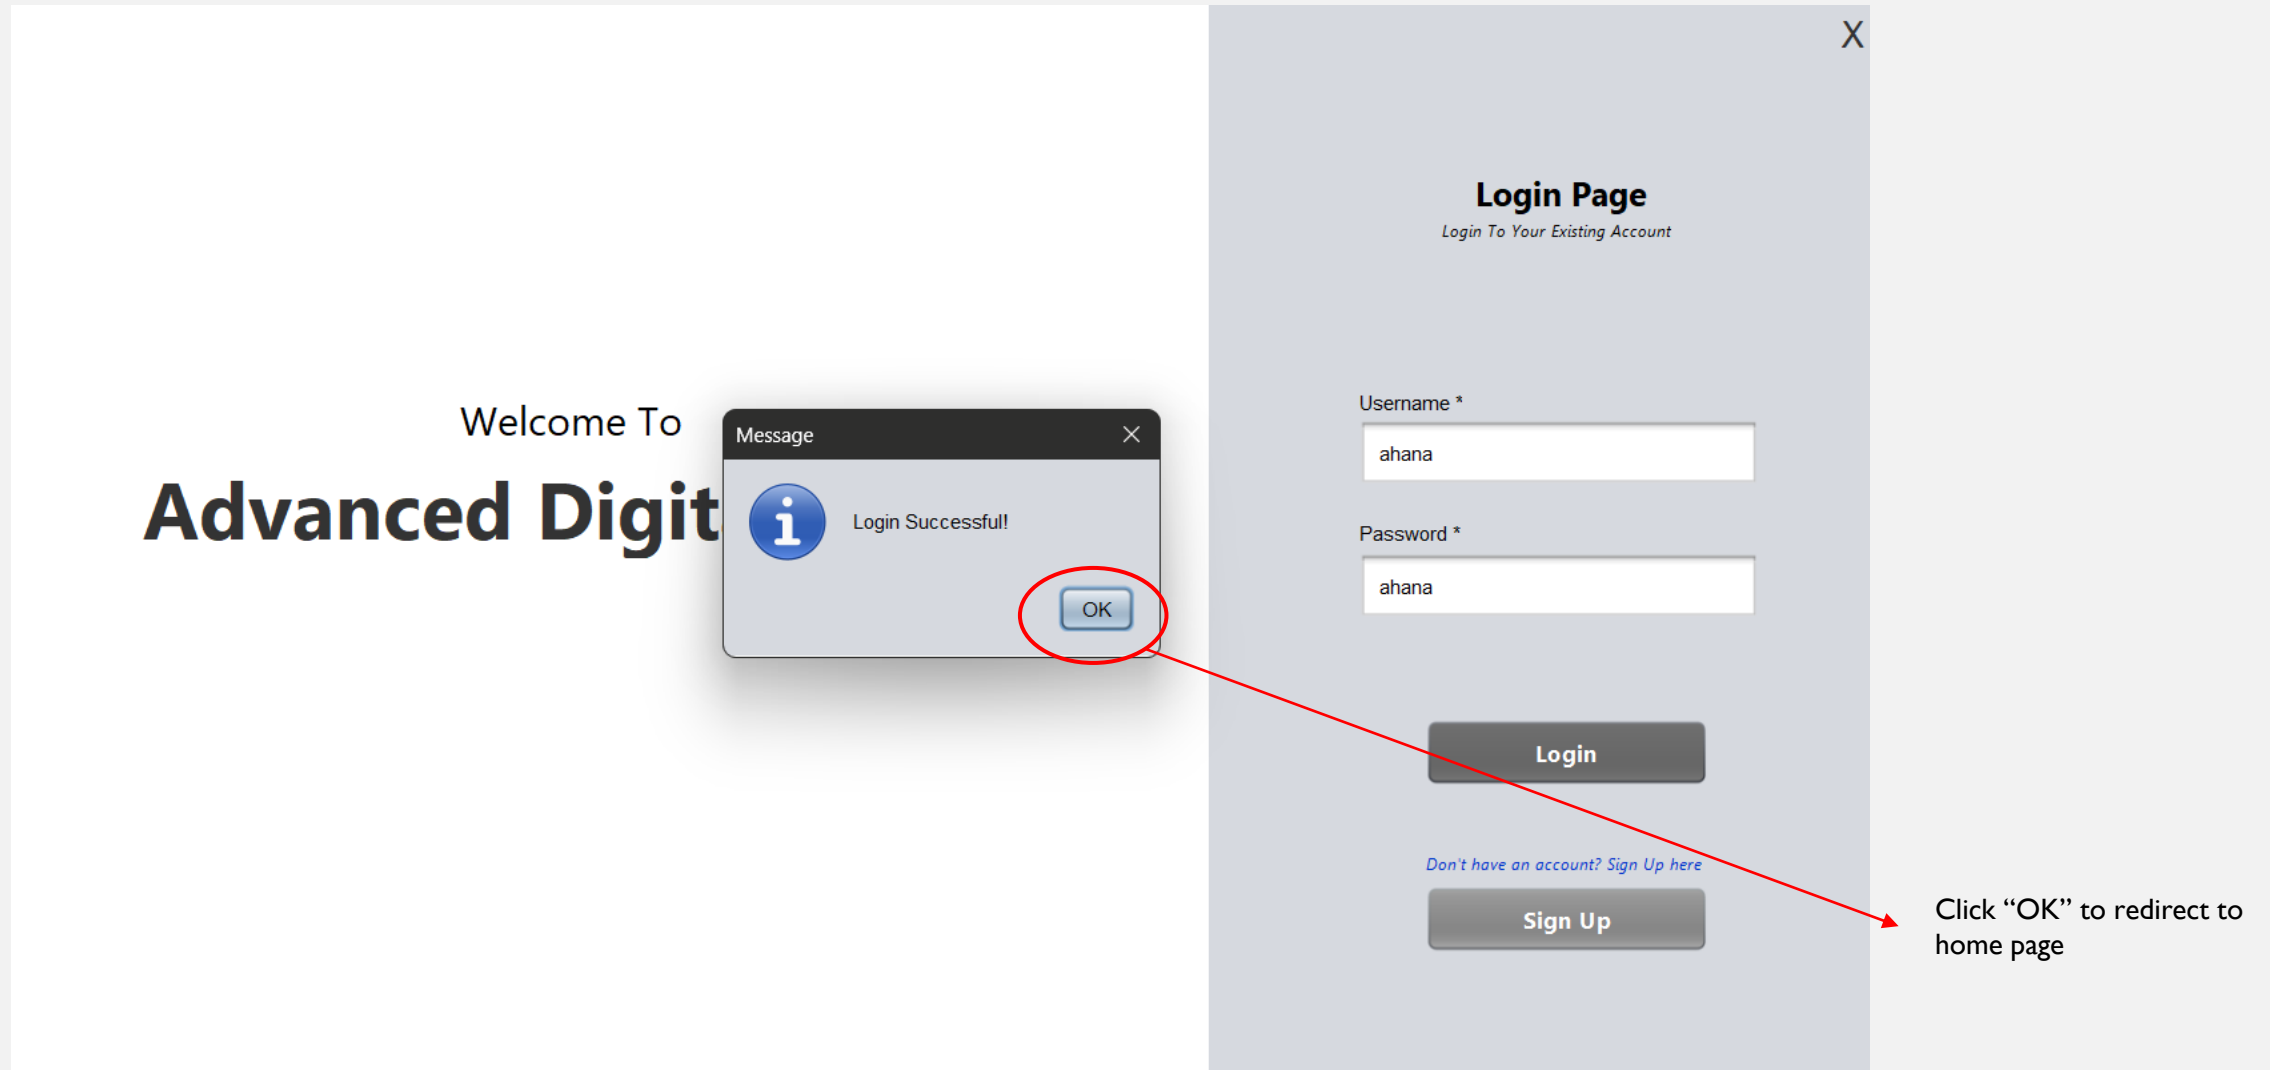 X
Login Page
Login To Your Existing Account
Welcome To
Advanced Digit
Message
Login Successful!
OK
Username *
ahana
Password *
ahana
Login
Don't have an account? Sign Up here
Sign Up
Click “OK” to redirect to
home page